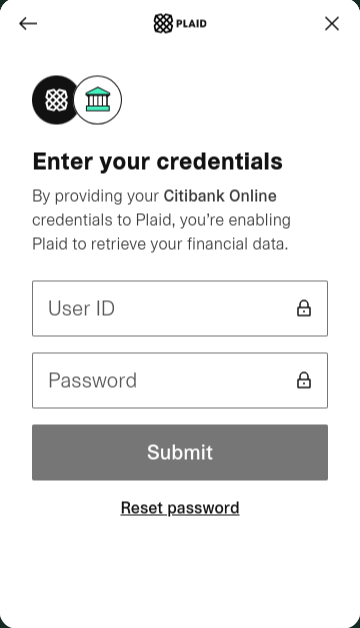 PLAID
Enter your credentials
By providing your Citibank Online
credentials to Plaid, you're enabling
Plaid to retrieve your financial data.
User ID
Password
Submit
Reset password